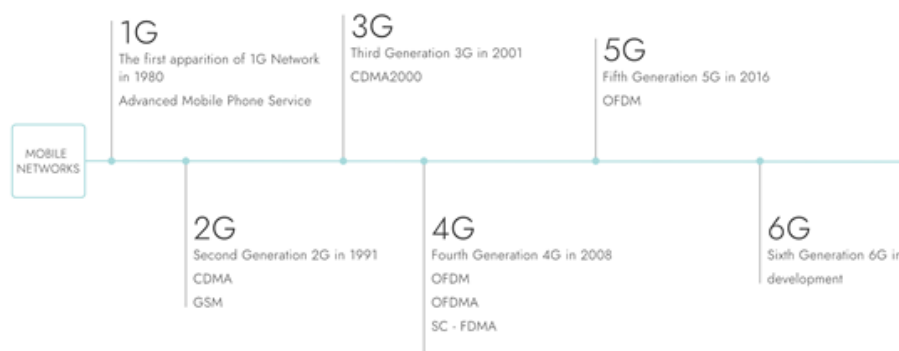 MOBILE
NETWORKS
1G
The first apparition of 1G Network
in 1980
Advanced Mobile Phone Service
2G
Second Generation 2G in 1991
CDMA
GSM
3G
Third Generation 3G in 2001
CDMA2000
4G
Fourth Generation 4G in 2008
OFDM
OFDMA
SC - FDMA
5G
Fifth Generation 5G in 2016
OFDM
6G
Sixth Generation 6G
development